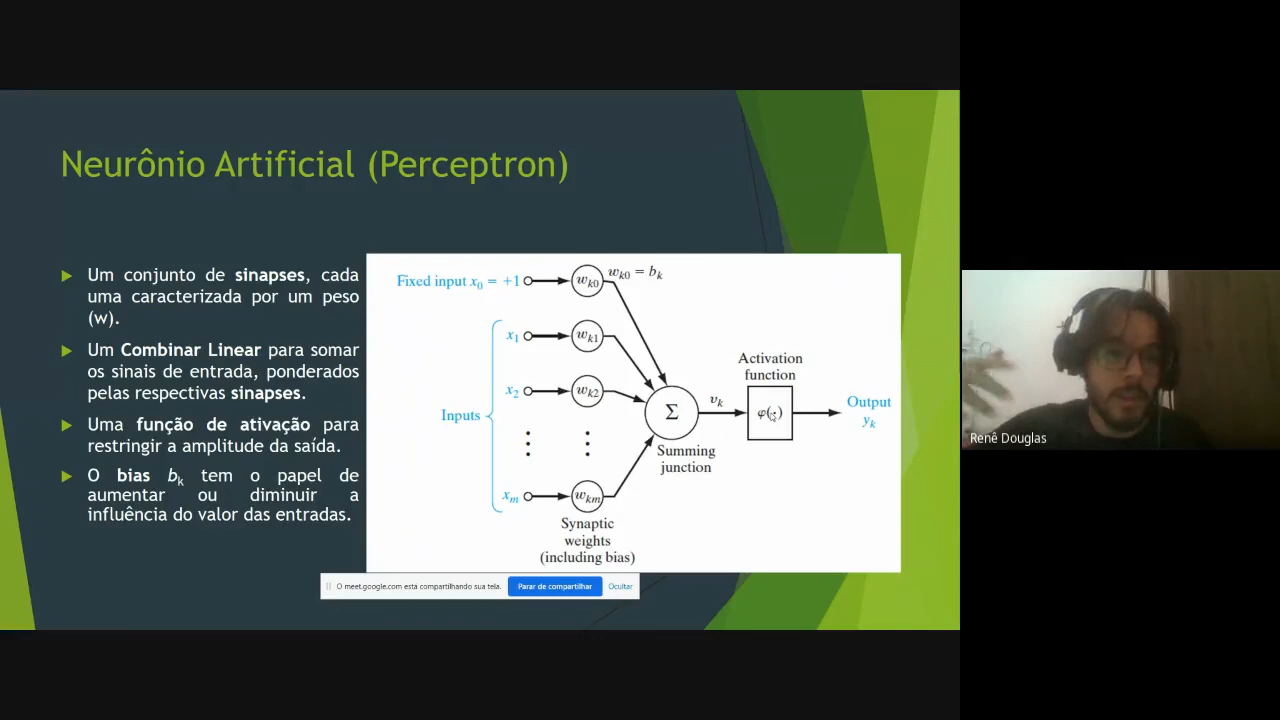 Neurônio Artificial (Perceptron)
Um conjunto de sinapses, cada
uma caracterizada por um peso
(w).
Um Combinar Linear para somar
os sinais de entrada, ponderados
pelas respectivas sinapses.
Uma função de ativação para
restringir a amplitude da saída.
O bias bk tem o papel de
aumentar ou diminuir a
influência do valor das entradas.
Fixed input x0 = +1
wk0
wk0 = bk
x1
wk1
x2
wk2
Inputs
xm
wkm
Σ
Summing
junction
vk
Activation
function
φ(·)
Output
yk
Synaptic
weights
(including bias)
O meet.google.com está compartilhando sua tela.
Parar de compartilhar
Ocultar
Renê Douglas